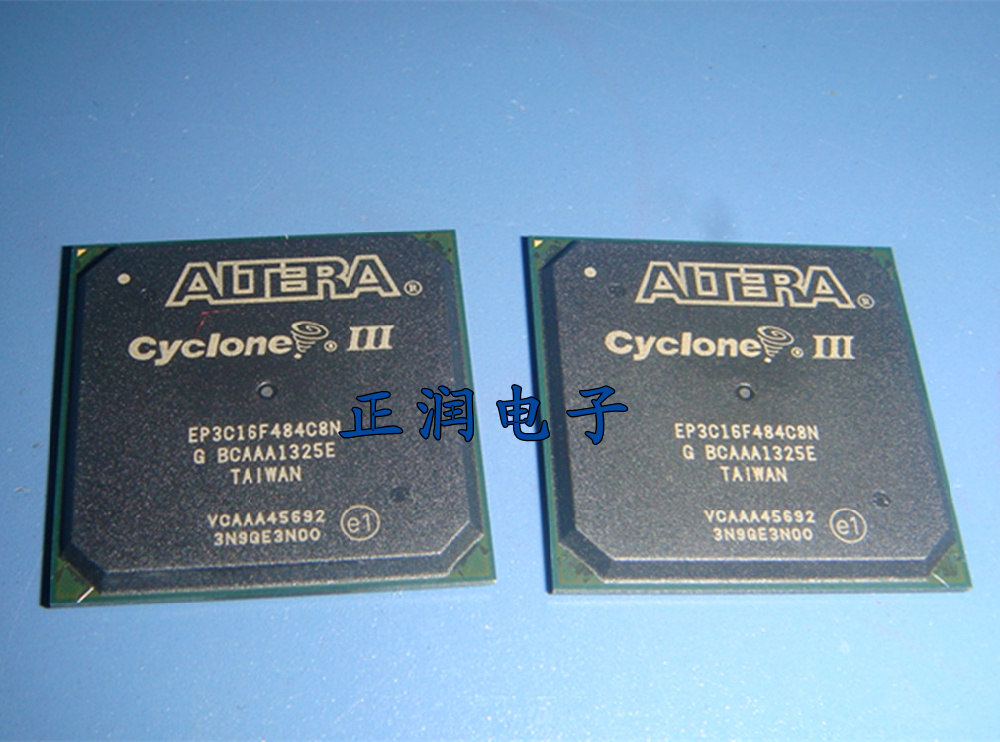 ALTERA®
Cyclone® III
EP3C16F484C8N
G BCAAA1325E
TAIWAN
VCAAA45692
3N9QE3N00
e1
ALTERA®
Cyclone® III
EP3C16F484C8N
G BCAAA1325E
TAIWAN
VCAAA45692
3N9QE3N00
e1
正润电子